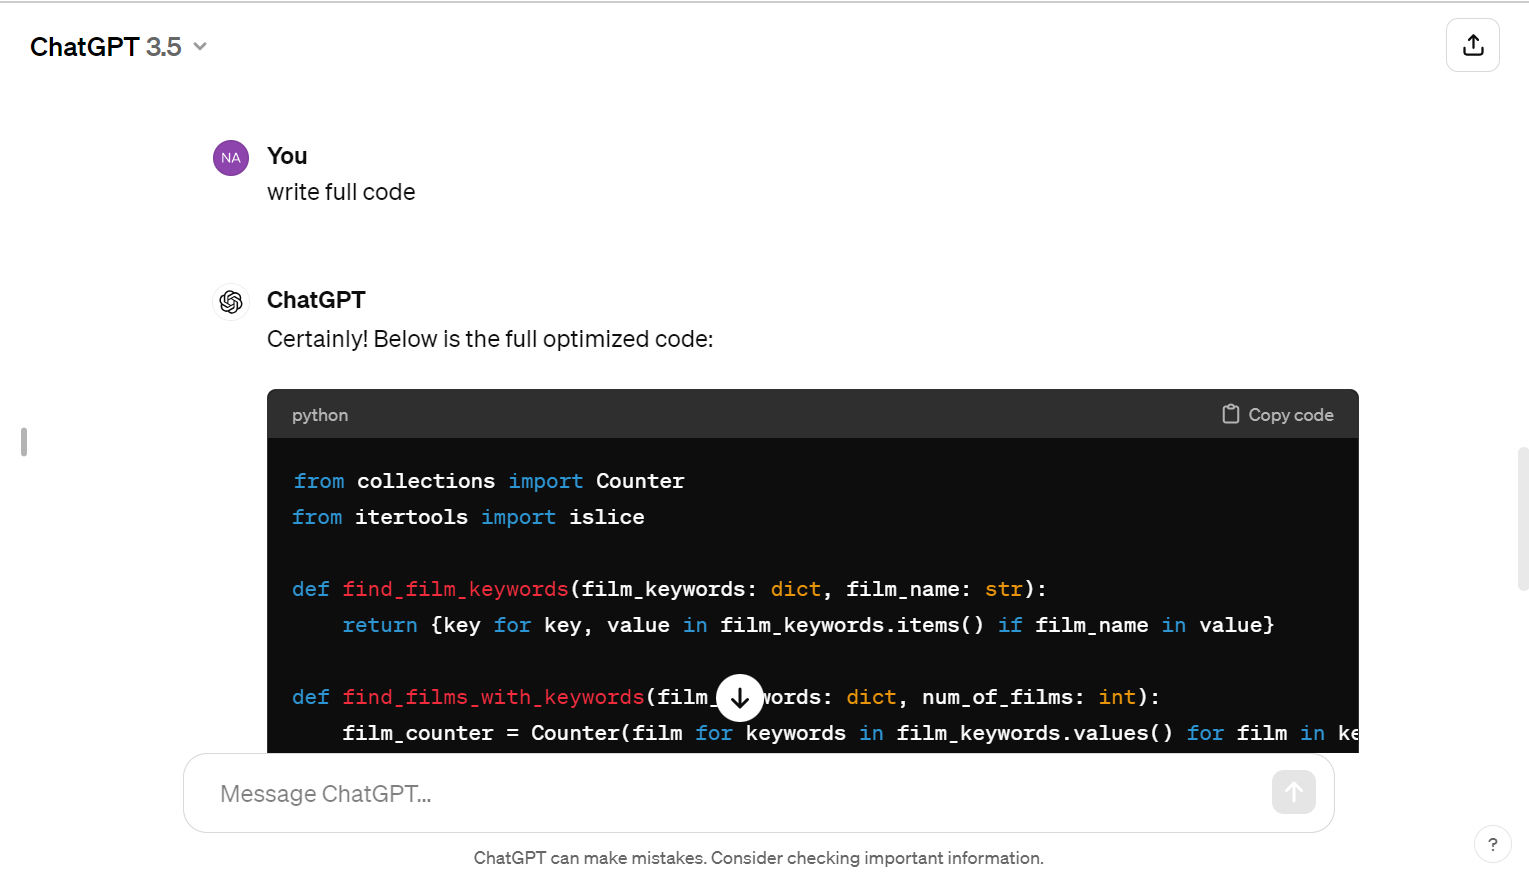 ChatGPT 3.5
NA
You
write full code
ChatGPT
Certainly! Below is the full optimized code:
python
Copy code
from collections import Counter
from itertools import islice
def find_film_keywords(film_keywords: dict, film_name: str):
    return {key for key, value in film_keywords.items() if film_name in value}
def find_films_with_keywords(film_ words: dict, num_of_films: int):
    film_counter = Counter(film for keywords in film_keywords.values() for film in ke
Message ChatGPT...
ChatGPT can make mistakes. Consider checking important information.
?